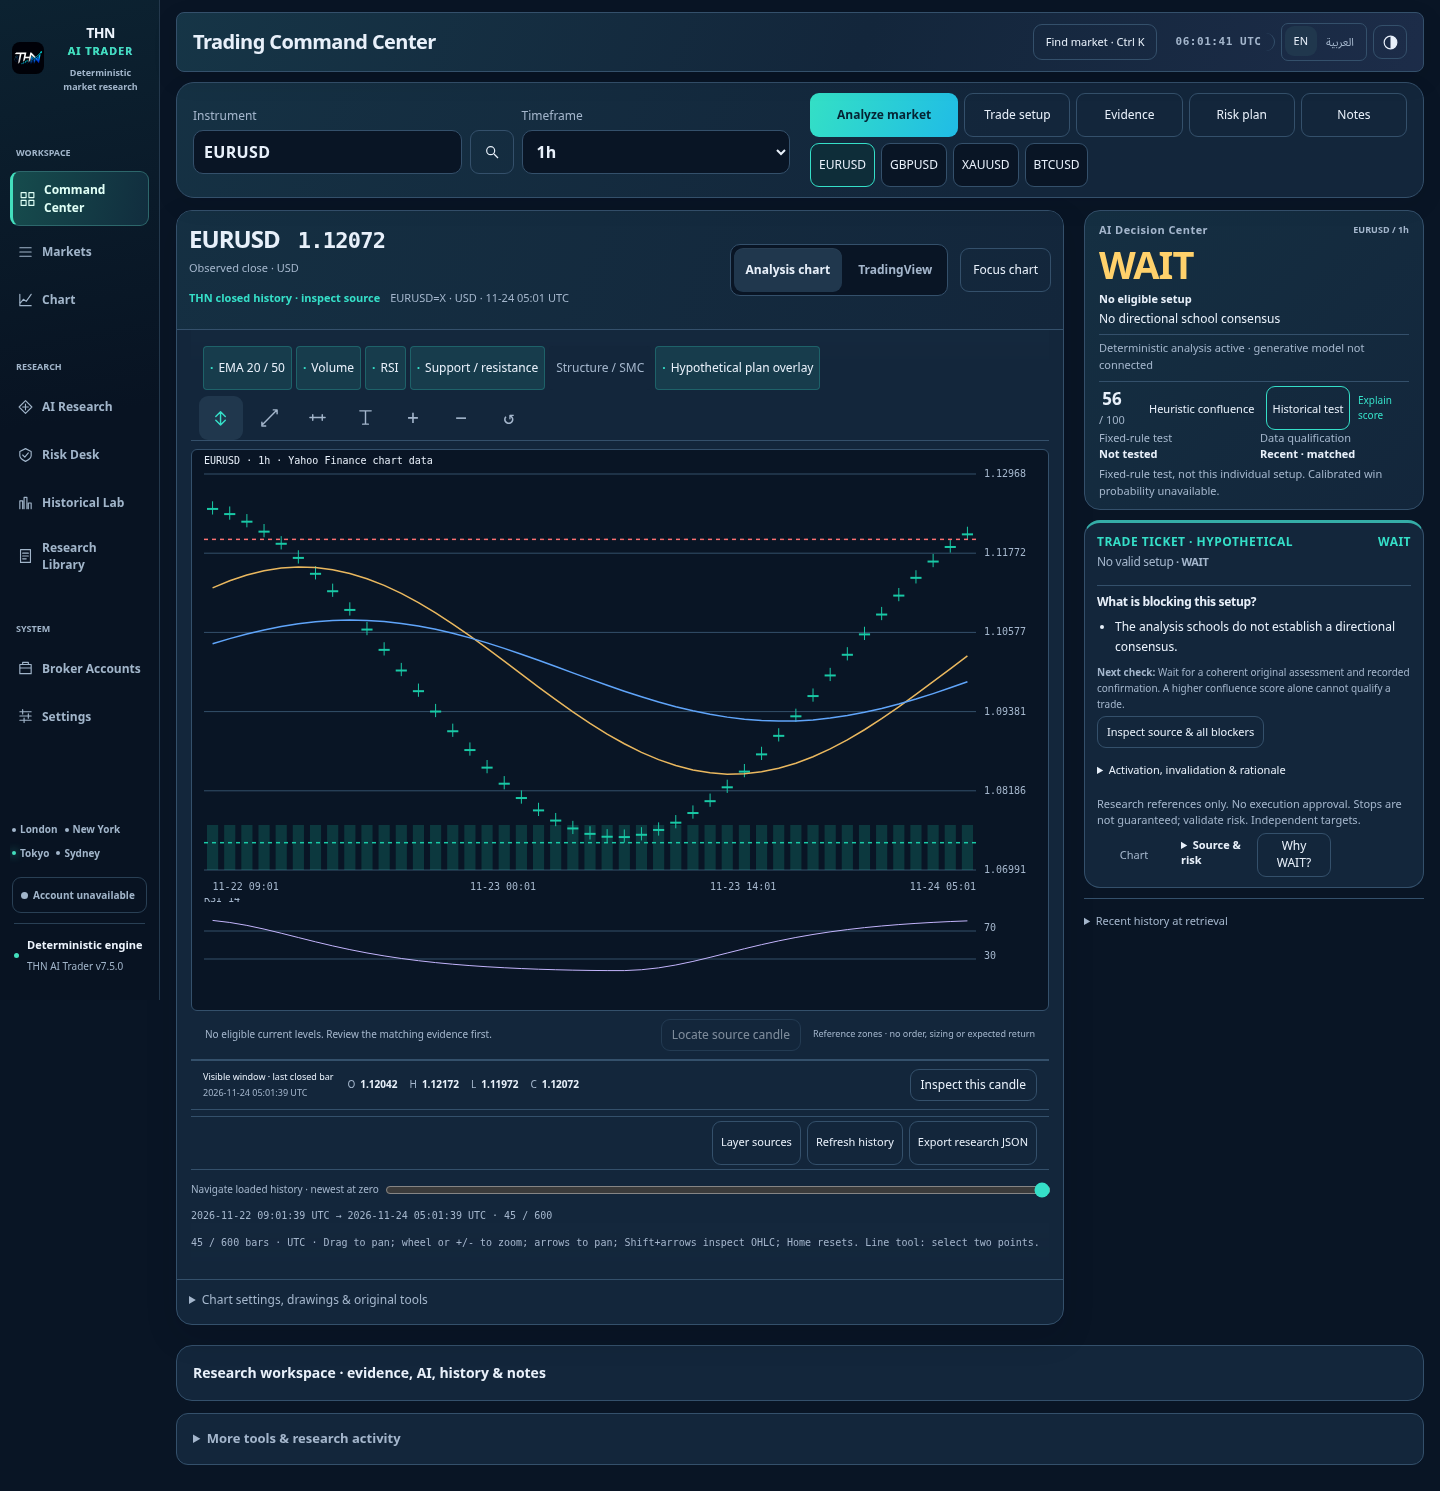 THN
AI TRADER
Deterministic
market research
WORKSPACE
Command
Center
Markets
Chart
RESEARCH
AI Research
Risk Desk
Historical Lab
Research
Library
SYSTEM
Broker Accounts
Settings
London New York
Tokyo Sydney
Account unavailable
Deterministic engine
THN AI Trader v7.5.0
Trading Command Center
Find market · Ctrl K
06:01:41 UTC
EN
العربية
Instrument
EURUSD
Timeframe
1h
Analyze market
Trade setup
Evidence
Risk plan
Notes
EURUSD
GBPUSD
XAUUSD
BTCUSD
EURUSD 1.12072
Observed close · USD
THN closed history · inspect source EURUSD=X · USD · 11-24 05:01 UTC
Analysis chart
TradingView
Focus chart
· EMA 20 / 50
· Volume
· RSI
· Support / resistance
Structure / SMC
· Hypothetical plan overlay
+ − ↺
EURUSD · 1h · Yahoo Finance chart data
1.12968
1.11772
1.10577
1.09381
1.08186
1.06991
11-22 09:01 11-23 00:01 11-23 14:01 11-24 05:01
RSI 14
70
30
No eligible current levels. Review the matching evidence first.
Locate source candle
Reference zones · no order, sizing or expected return
Visible window · last closed bar
2026-11-24 05:01:39 UTC
O 1.12042 H 1.12172 L 1.11972 C 1.12072
Inspect this candle
Layer sources
Refresh history
Export research JSON
Navigate loaded history · newest at zero
2026-11-22 09:01:39 UTC → 2026-11-24 05:01:39 UTC · 45 / 600
45 / 600 bars · UTC · Drag to pan; wheel or +/- to zoom; arrows to pan; Shift+arrows inspect OHLC; Home resets. Line tool: select two points.
Chart settings, drawings & original tools
AI Decision Center
EURUSD / 1h
WAIT
No eligible setup
No directional school consensus
Deterministic analysis active · generative model not
connected
56
/ 100
Heuristic confluence
Historical test
Explain
score
Fixed-rule test
Not tested
Data qualification
Recent · matched
Fixed-rule test, not this individual setup. Calibrated win
probability unavailable.
TRADE TICKET · HYPOTHETICAL
WAIT
No valid setup · WAIT
What is blocking this setup?
• The analysis schools do not establish a directional
consensus.
Next check: Wait for a coherent original assessment and recorded
confirmation. A higher confluence score alone cannot qualify a
trade.
Inspect source & all blockers
Activation, invalidation & rationale
Research references only. No execution approval. Stops are
not guaranteed; validate risk. Independent targets.
Chart
Source &
risk
Why
WAIT?
Recent history at retrieval
Research workspace · evidence, AI, history & notes
More tools & research activity